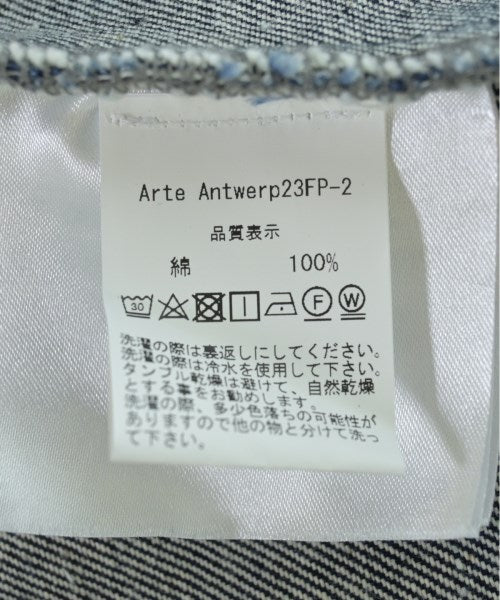 Arte Antwerp23FP-2
品質表示
綿 100%
30 F W
洗濯の際は裏返しにしてください。
洗濯の際は冷水を使用して下さい。
タンブル乾燥は避けて、自然乾燥
とする事をお勧めします。
洗濯の際、多少色落ちの可能性が
ありますので他の物と分けて洗っ
て下さい。